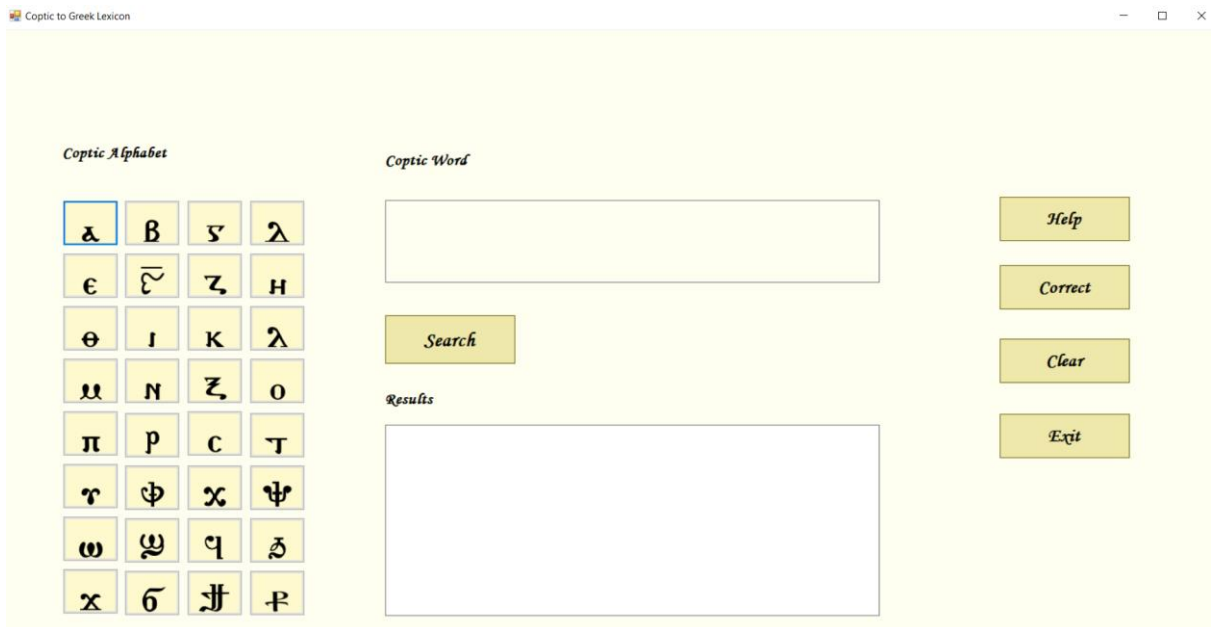 Coptic to Greek Lexicon
Coptic Alphabet
ⲁ ⲃ ⲅ ⲇ
ⲉ ⲋ̅ ⲍ ⲏ
ⲑ ⲓ ⲕ ⲗ
ⲙ ⲛ ⲝ ⲟ
ⲡ ⲣ ⲥ ⲧ
ⲩ ⲫ ⲭ ⲯ
ⲱ ϣ ϥ ϩ
ϫ ϭ ⳨
Coptic Word
Search
Results
Help
Correct
Clear
Exit